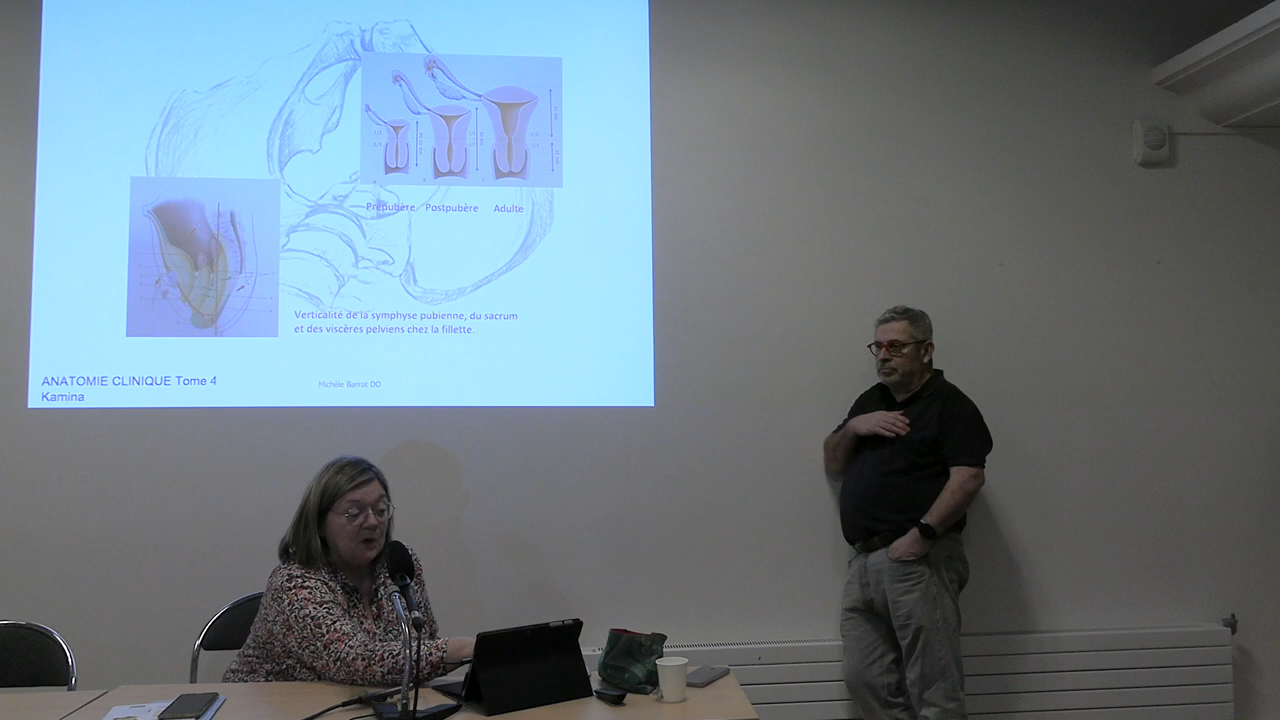 Prépubère Postpubère Adulte
Verticalité de la symphyse pubienne, du sacrum
et des viscères pelviens chez la fillette.
ANATOMIE CLINIQUE Tome 4
Kamina
Michèle Barrot DO